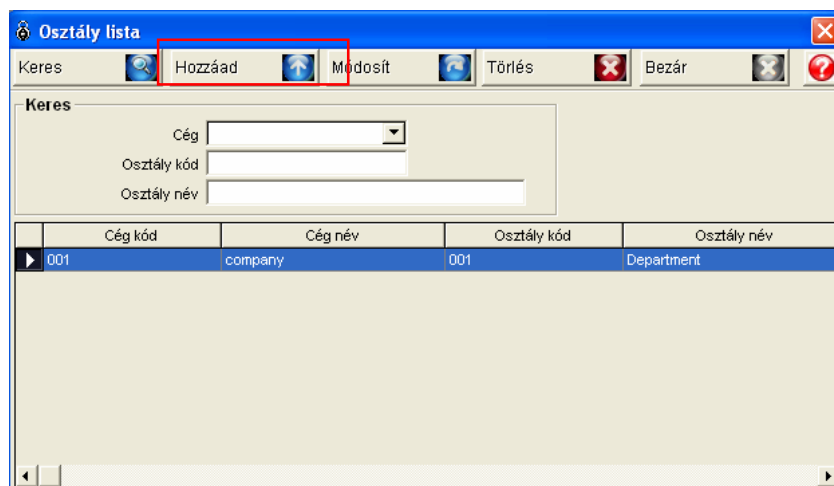 Osztály lista
Keres Hozzáad Módosít Törlés Bezár
Keres
Cég
Osztály kód
Osztály név
Cég kód Cég név Osztály kód Osztály név
001 company 001 Department